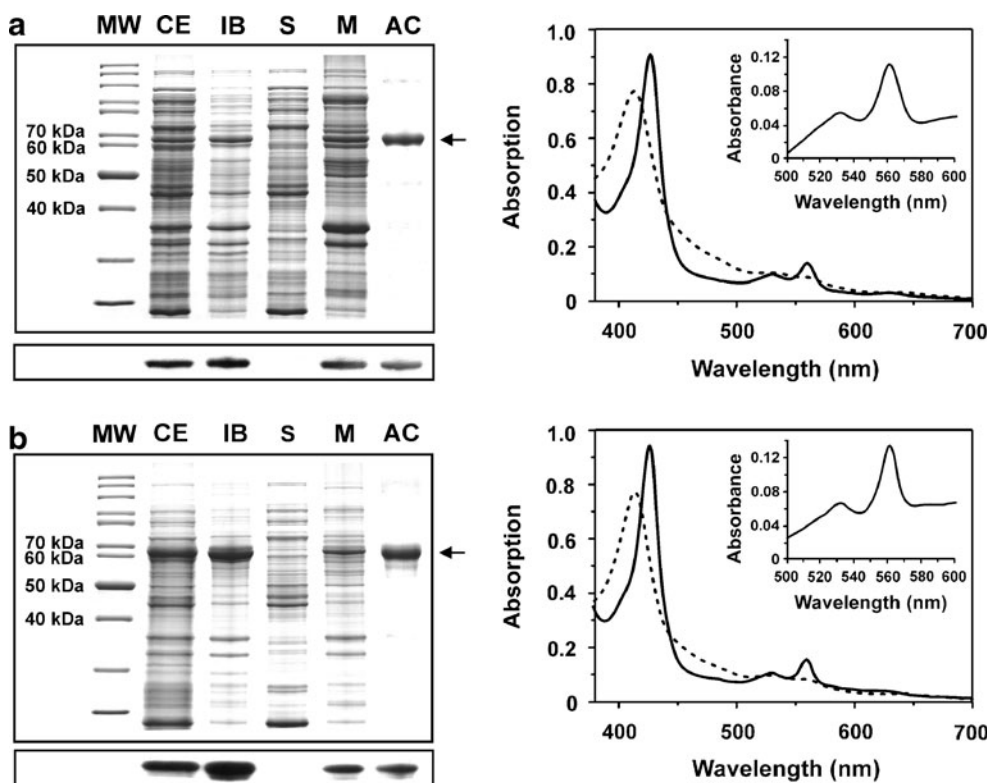 a
MW CE IB S M AC
70 kDa
60 kDa
50 kDa
40 kDa
Absorption
1.0
0.8
0.6
0.4
0.2
0
400 500 600 700
Wavelength (nm)
Absorbance
0.12
0.08
0.04
0
500 520 540 560 580 600
Wavelength (nm)
b
MW CE IB S M AC
70 kDa
60 kDa
50 kDa
40 kDa
Absorption
1.0
0.8
0.6
0.4
0.2
0
400 500 600 700
Wavelength (nm)
Absorbance
0.12
0.08
0.04
0
500 520 540 560 580 600
Wavelength (nm)